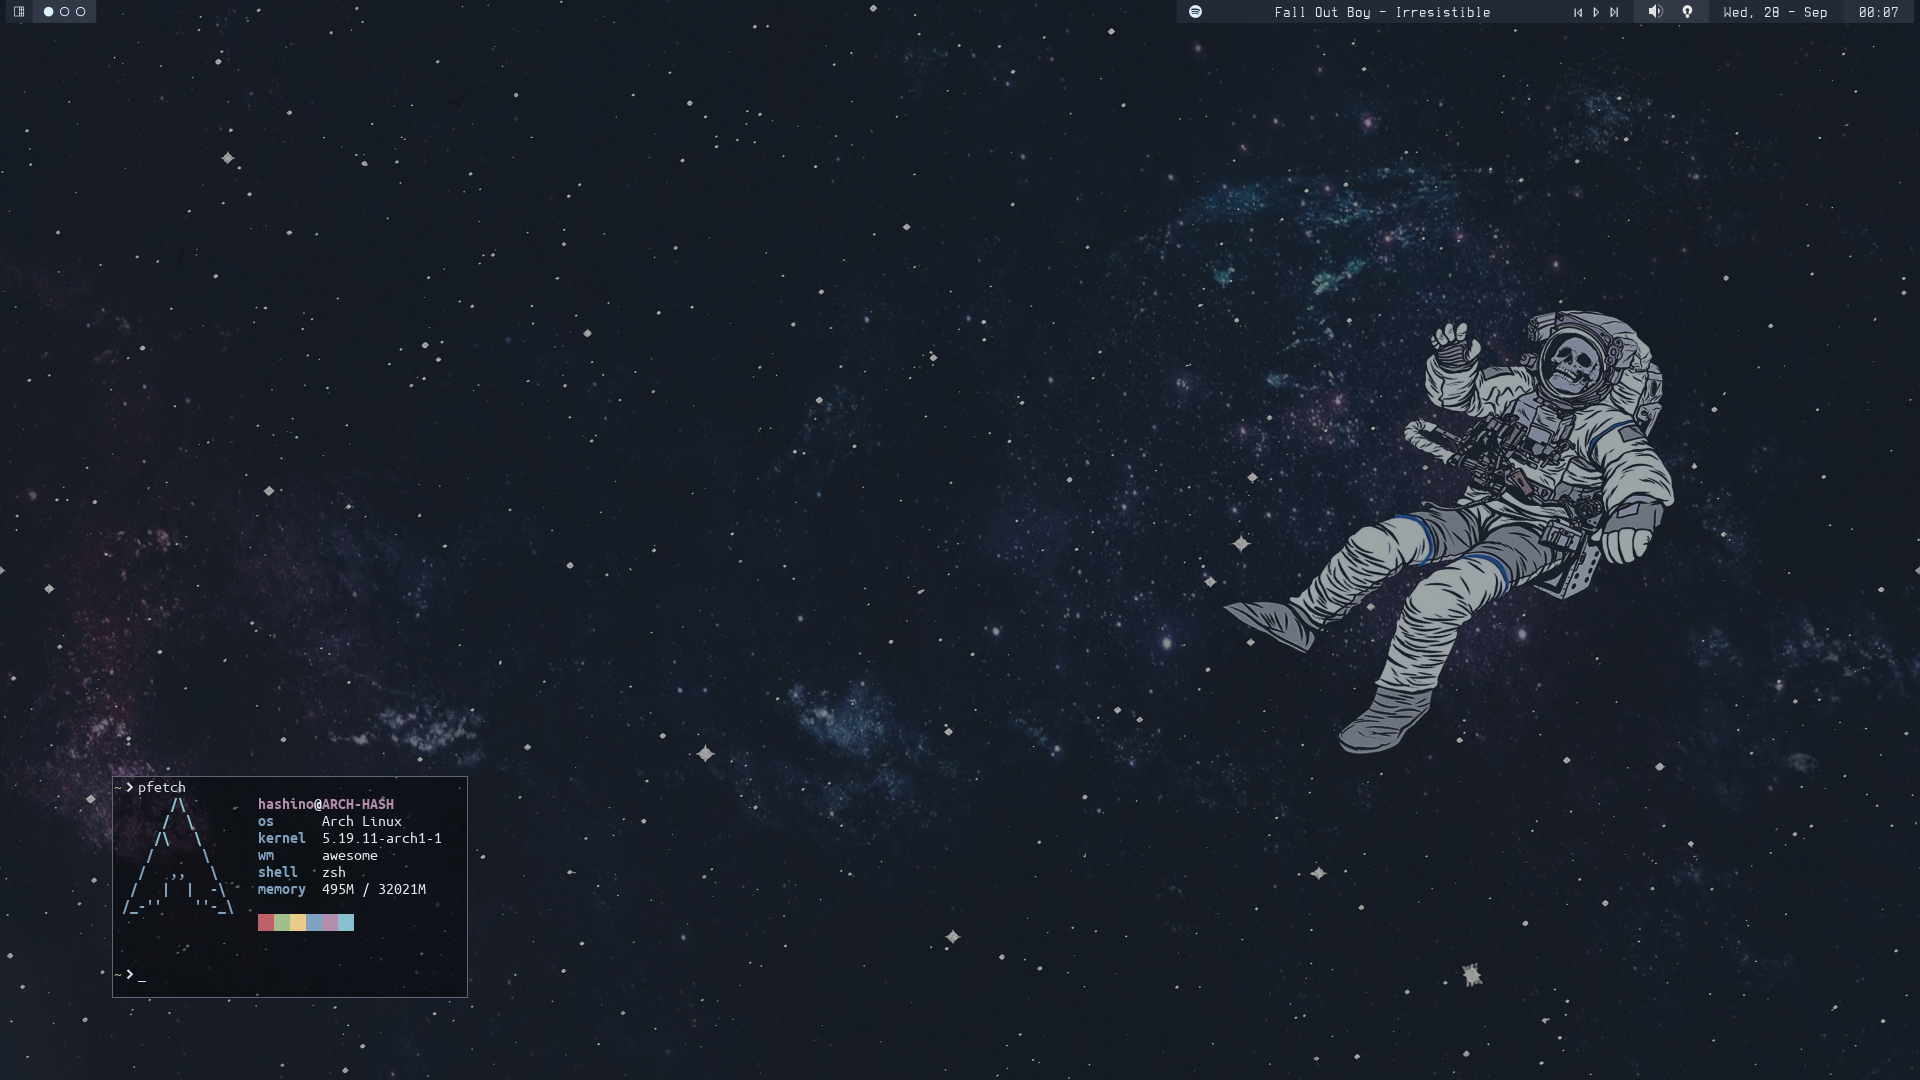 Fall Out Boy - Irresistible
Wed, 28 - Sep
00:07
~ ❯ pfetch
hashino@ARCH-HASH
os Arch Linux
kernel 5.19.11-arch1-1
wm awesome
shell zsh
memory 495M / 32021M
~ ❯ _